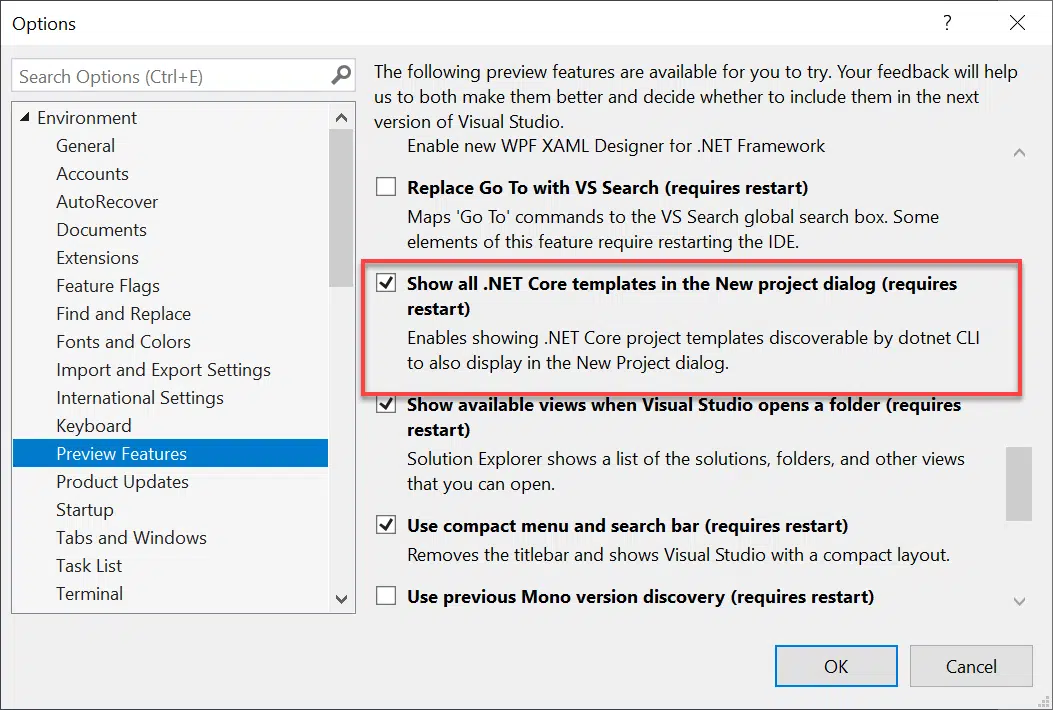 Options
?
Search Options (Ctrl+E)
Environment
General
Accounts
AutoRecover
Documents
Extensions
Feature Flags
Find and Replace
Fonts and Colors
Import and Export Settings
International Settings
Keyboard
Preview Features
Product Updates
Startup
Tabs and Windows
Task List
Terminal
The following preview features are available for you to try. Your feedback will help
us to both make them better and decide whether to include them in the next
version of Visual Studio.
Enable new WPF XAML Designer for .NET Framework
Replace Go To with VS Search (requires restart)
Maps 'Go To' commands to the VS Search global search box. Some
elements of this feature require restarting the IDE.
Show all .NET Core templates in the New project dialog (requires
restart)
Enables showing .NET Core project templates discoverable by dotnet CLI
to also display in the New Project dialog.
Show available views when Visual Studio opens a folder (requires
restart)
Solution Explorer shows a list of the solutions, folders, and other views
that you can open.
Use compact menu and search bar (requires restart)
Removes the titlebar and shows Visual Studio with a compact layout.
Use previous Mono version discovery (requires restart)
OK
Cancel